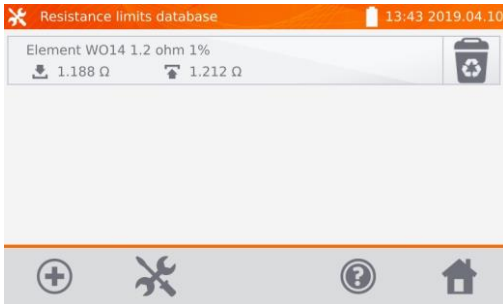 Resistance limits database 13:43 2019.04.10
Element WO14 1.2 ohm 1%
1.188 Ω 1.212 Ω